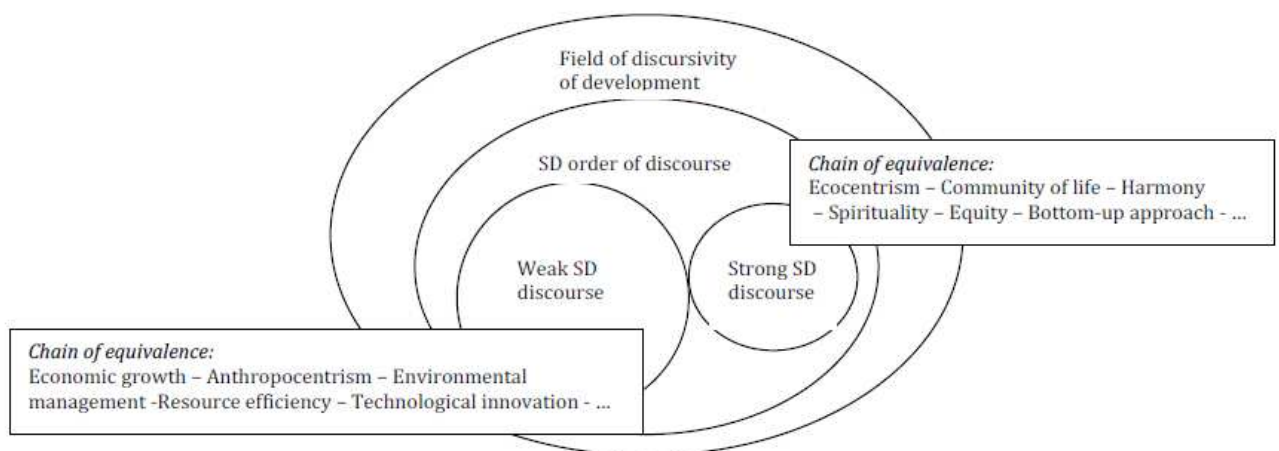 Field of discursivity
of development
SD order of discourse
Chain of equivalence:
Ecocentrism – Community of life – Harmony
– Spirituality – Equity – Bottom-up approach - ...
Weak SD
discourse
Strong SD
discourse
Chain of equivalence:
Economic growth – Anthropocentrism – Environmental
management -Resource efficiency – Technological innovation - ...